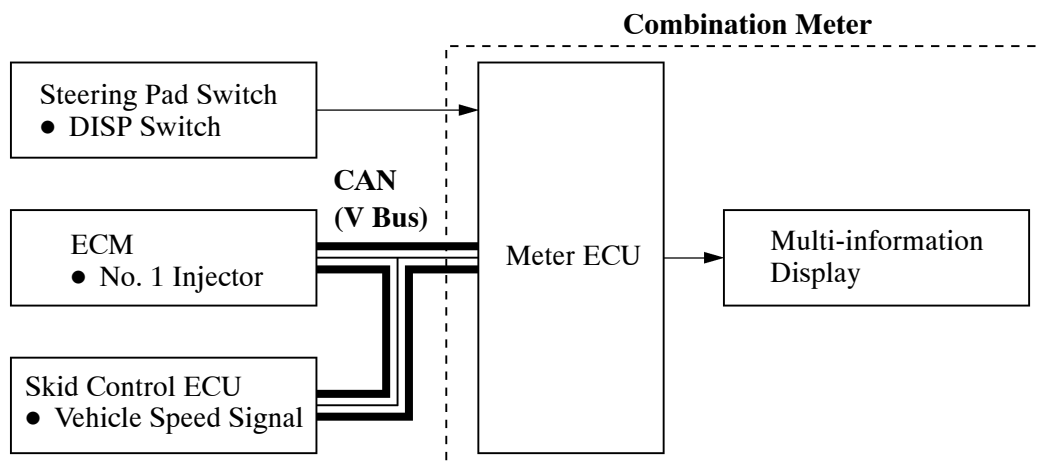 Combination Meter
Steering Pad Switch
● DISP Switch
CAN
(V Bus)
ECM
● No. 1 Injector
Meter ECU
Multi-information
Display
Skid Control ECU
● Vehicle Speed Signal